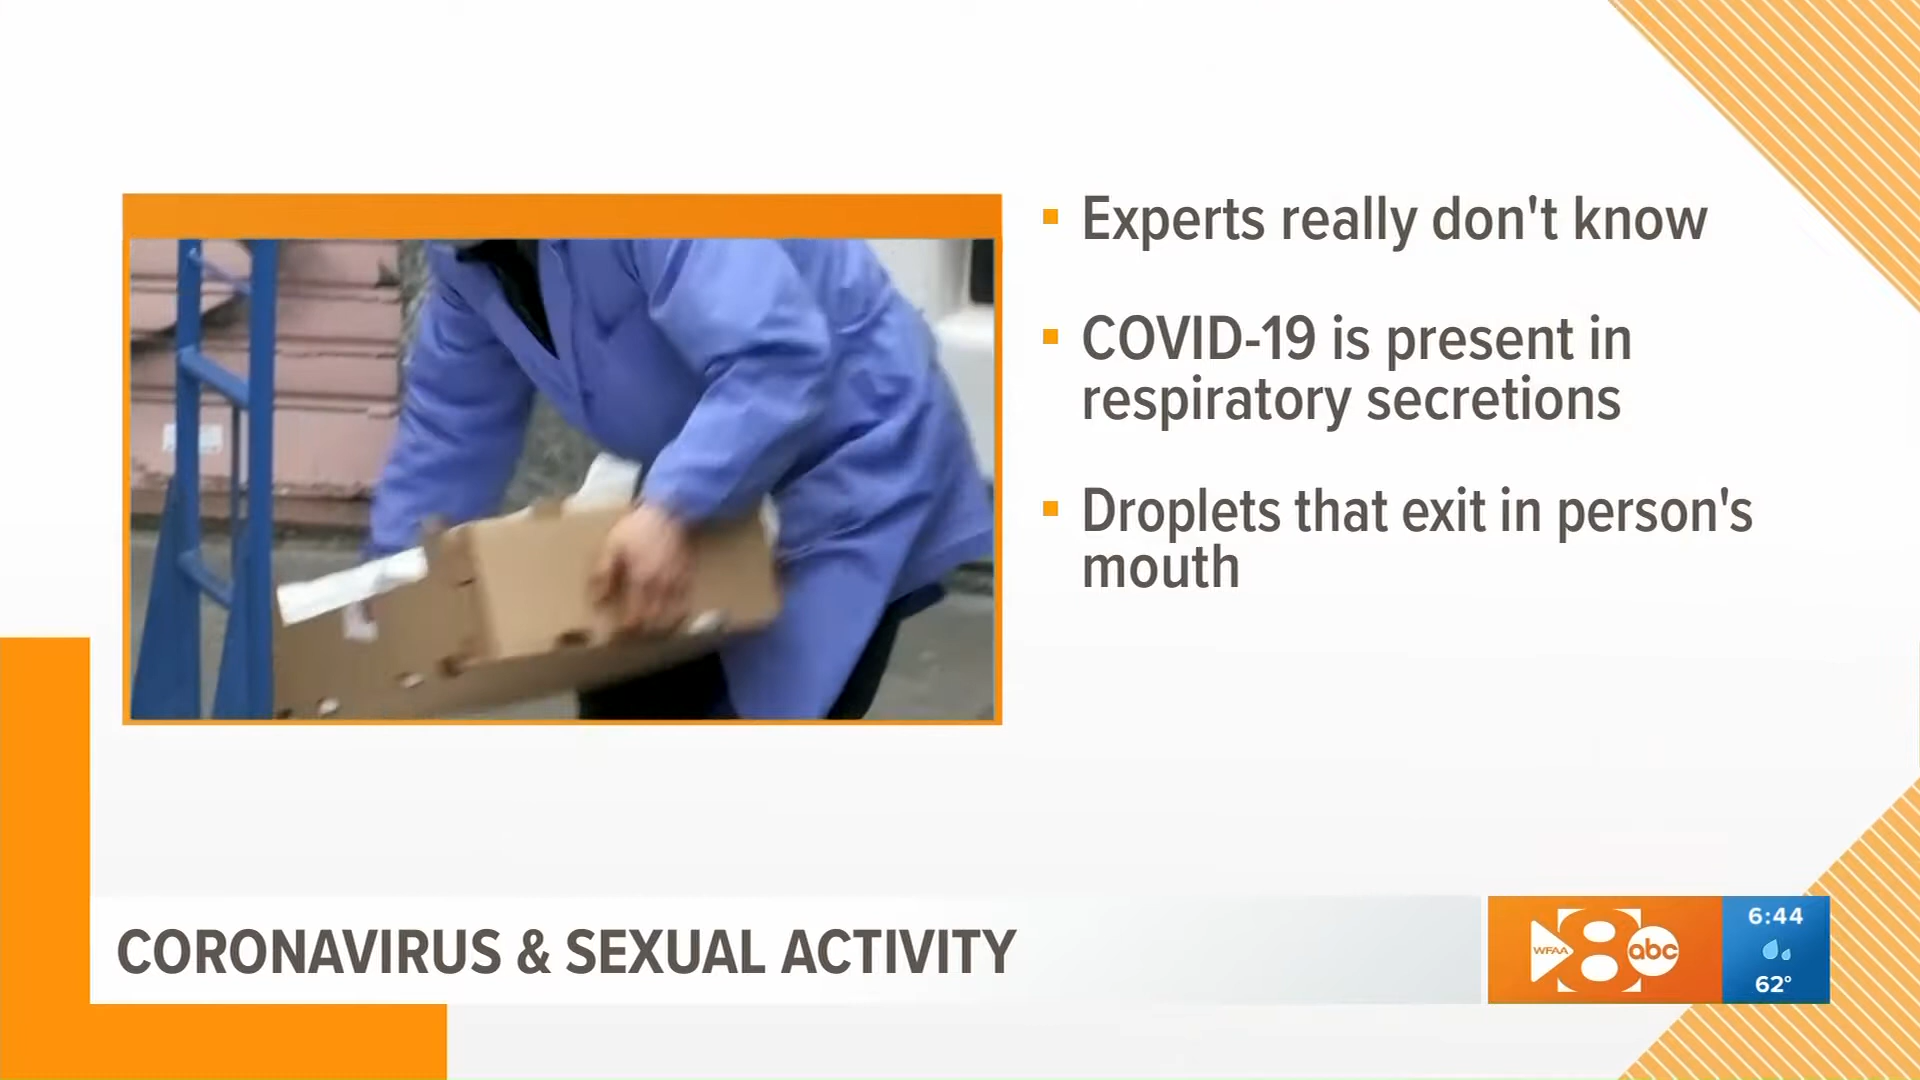 Experts really don't know
COVID-19 is present in
respiratory secretions
Droplets that exit in person's
mouth
CORONAVIRUS & SEXUAL ACTIVITY
WFAA
8
abc
6:44
62°